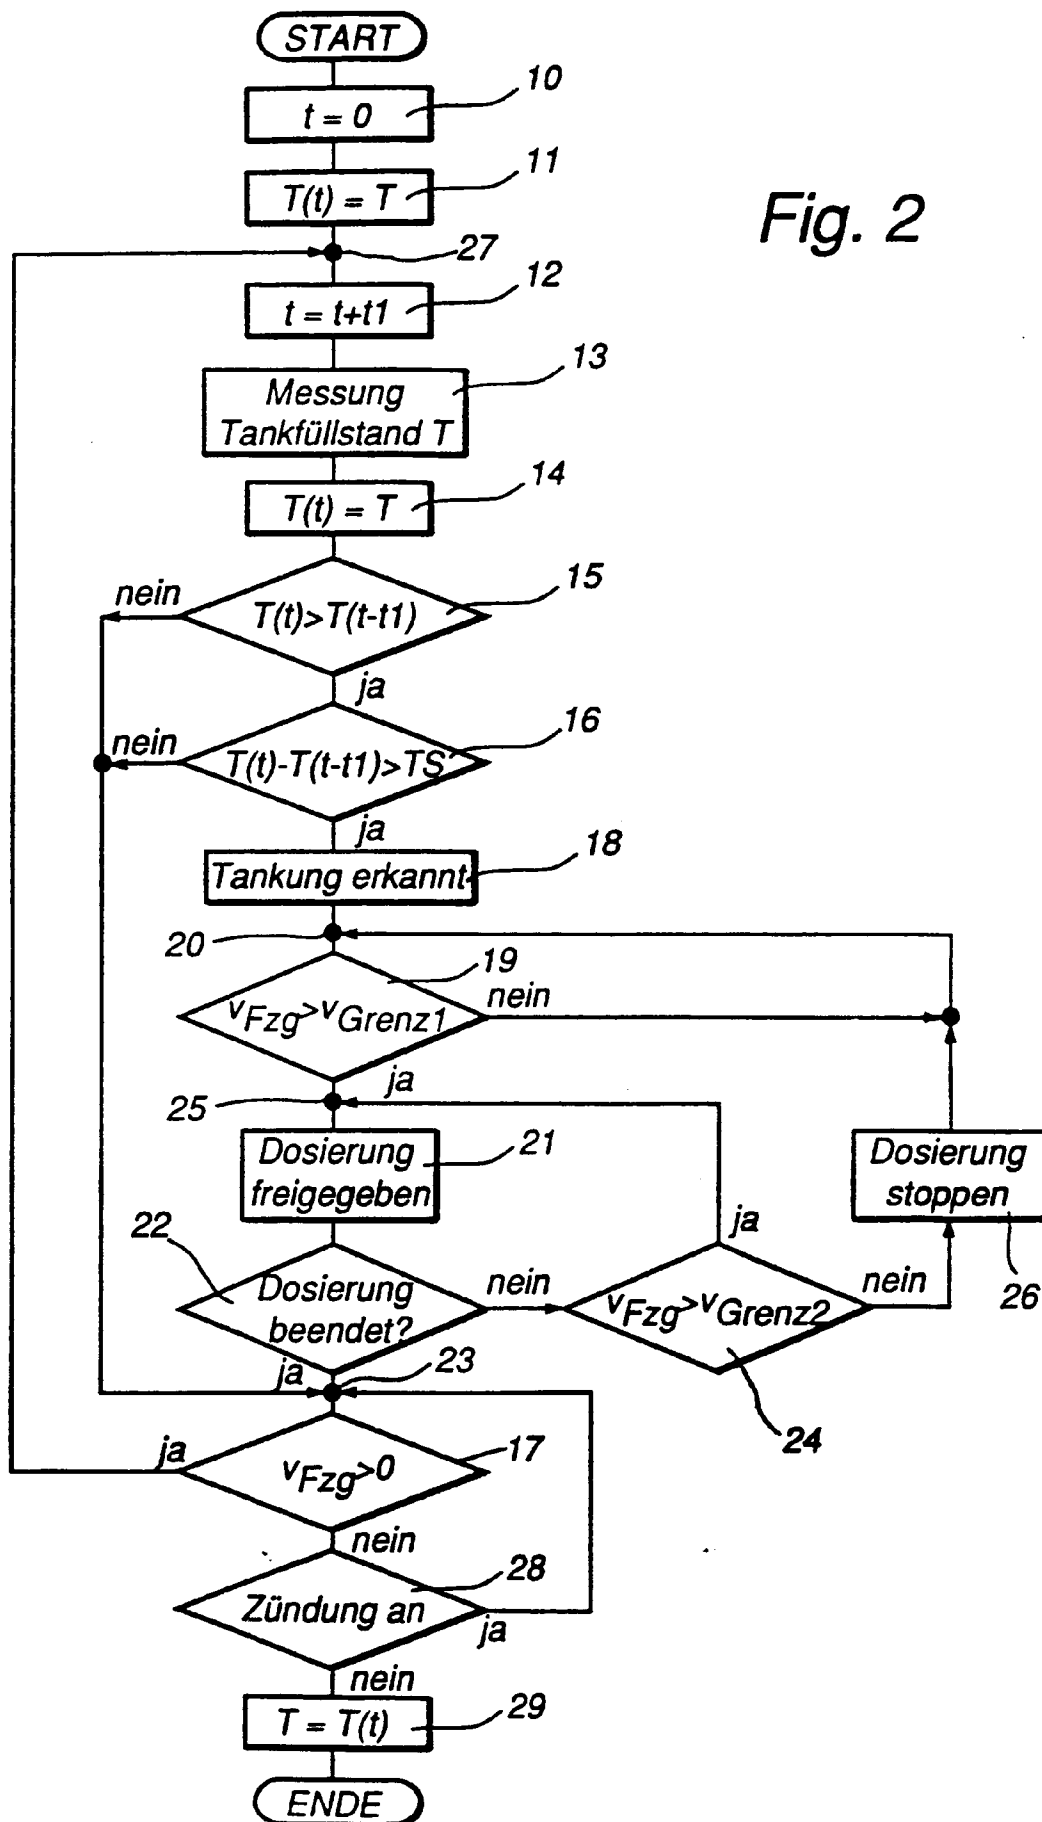 START
10
t = 0
11
T(t) = T
Fig. 2
27
12
t = t+t1
13
Messung
Tankfüllstand T
14
T(t) = T
15
nein
T(t)>T(t-t1)
ja
16
nein
T(t)-T(t-t1)>TS
ja
18
Tankung erkannt
20
19
vFzg>vGrenz1
nein
ja
25
21
Dosierung
freigegeben
Dosierung
stoppen
26
22
ja
Dosierung
beendet?
nein
vFzg>vGrenz2
nein
24
ja
23
17
ja
vFzg>0
nein
28
Zündung an
ja
nein
29
T = T(t)
ENDE